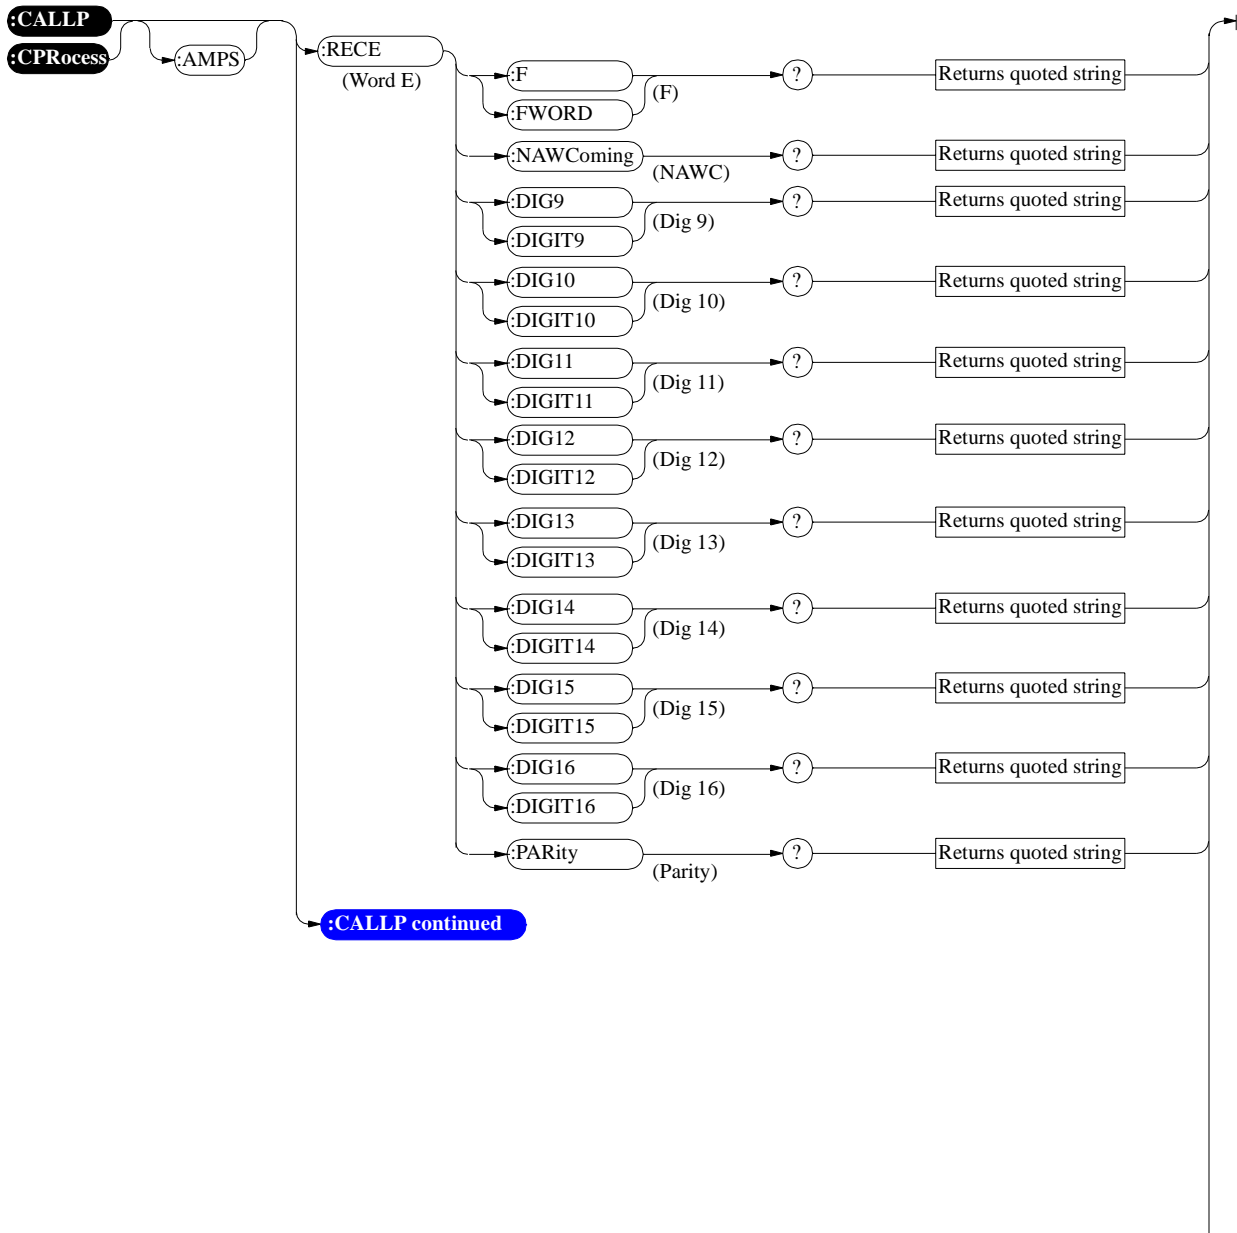 :CALLP
:CPRocess
:AMPS
:RECE
(Word E)
:F
(F)
? Returns quoted string
:FWORD
:NAWComing
(NAWC)
? Returns quoted string
:DIG9
(Dig 9)
? Returns quoted string
:DIGIT9
:DIG10
(Dig 10)
? Returns quoted string
:DIGIT10
:DIG11
(Dig 11)
? Returns quoted string
:DIGIT11
:DIG12
(Dig 12)
? Returns quoted string
:DIGIT12
:DIG13
(Dig 13)
? Returns quoted string
:DIGIT13
:DIG14
(Dig 14)
? Returns quoted string
:DIGIT14
:DIG15
(Dig 15)
? Returns quoted string
:DIGIT15
:DIG16
(Dig 16)
? Returns quoted string
:DIGIT16
:PARity
(Parity)
? Returns quoted string
:CALLP continued